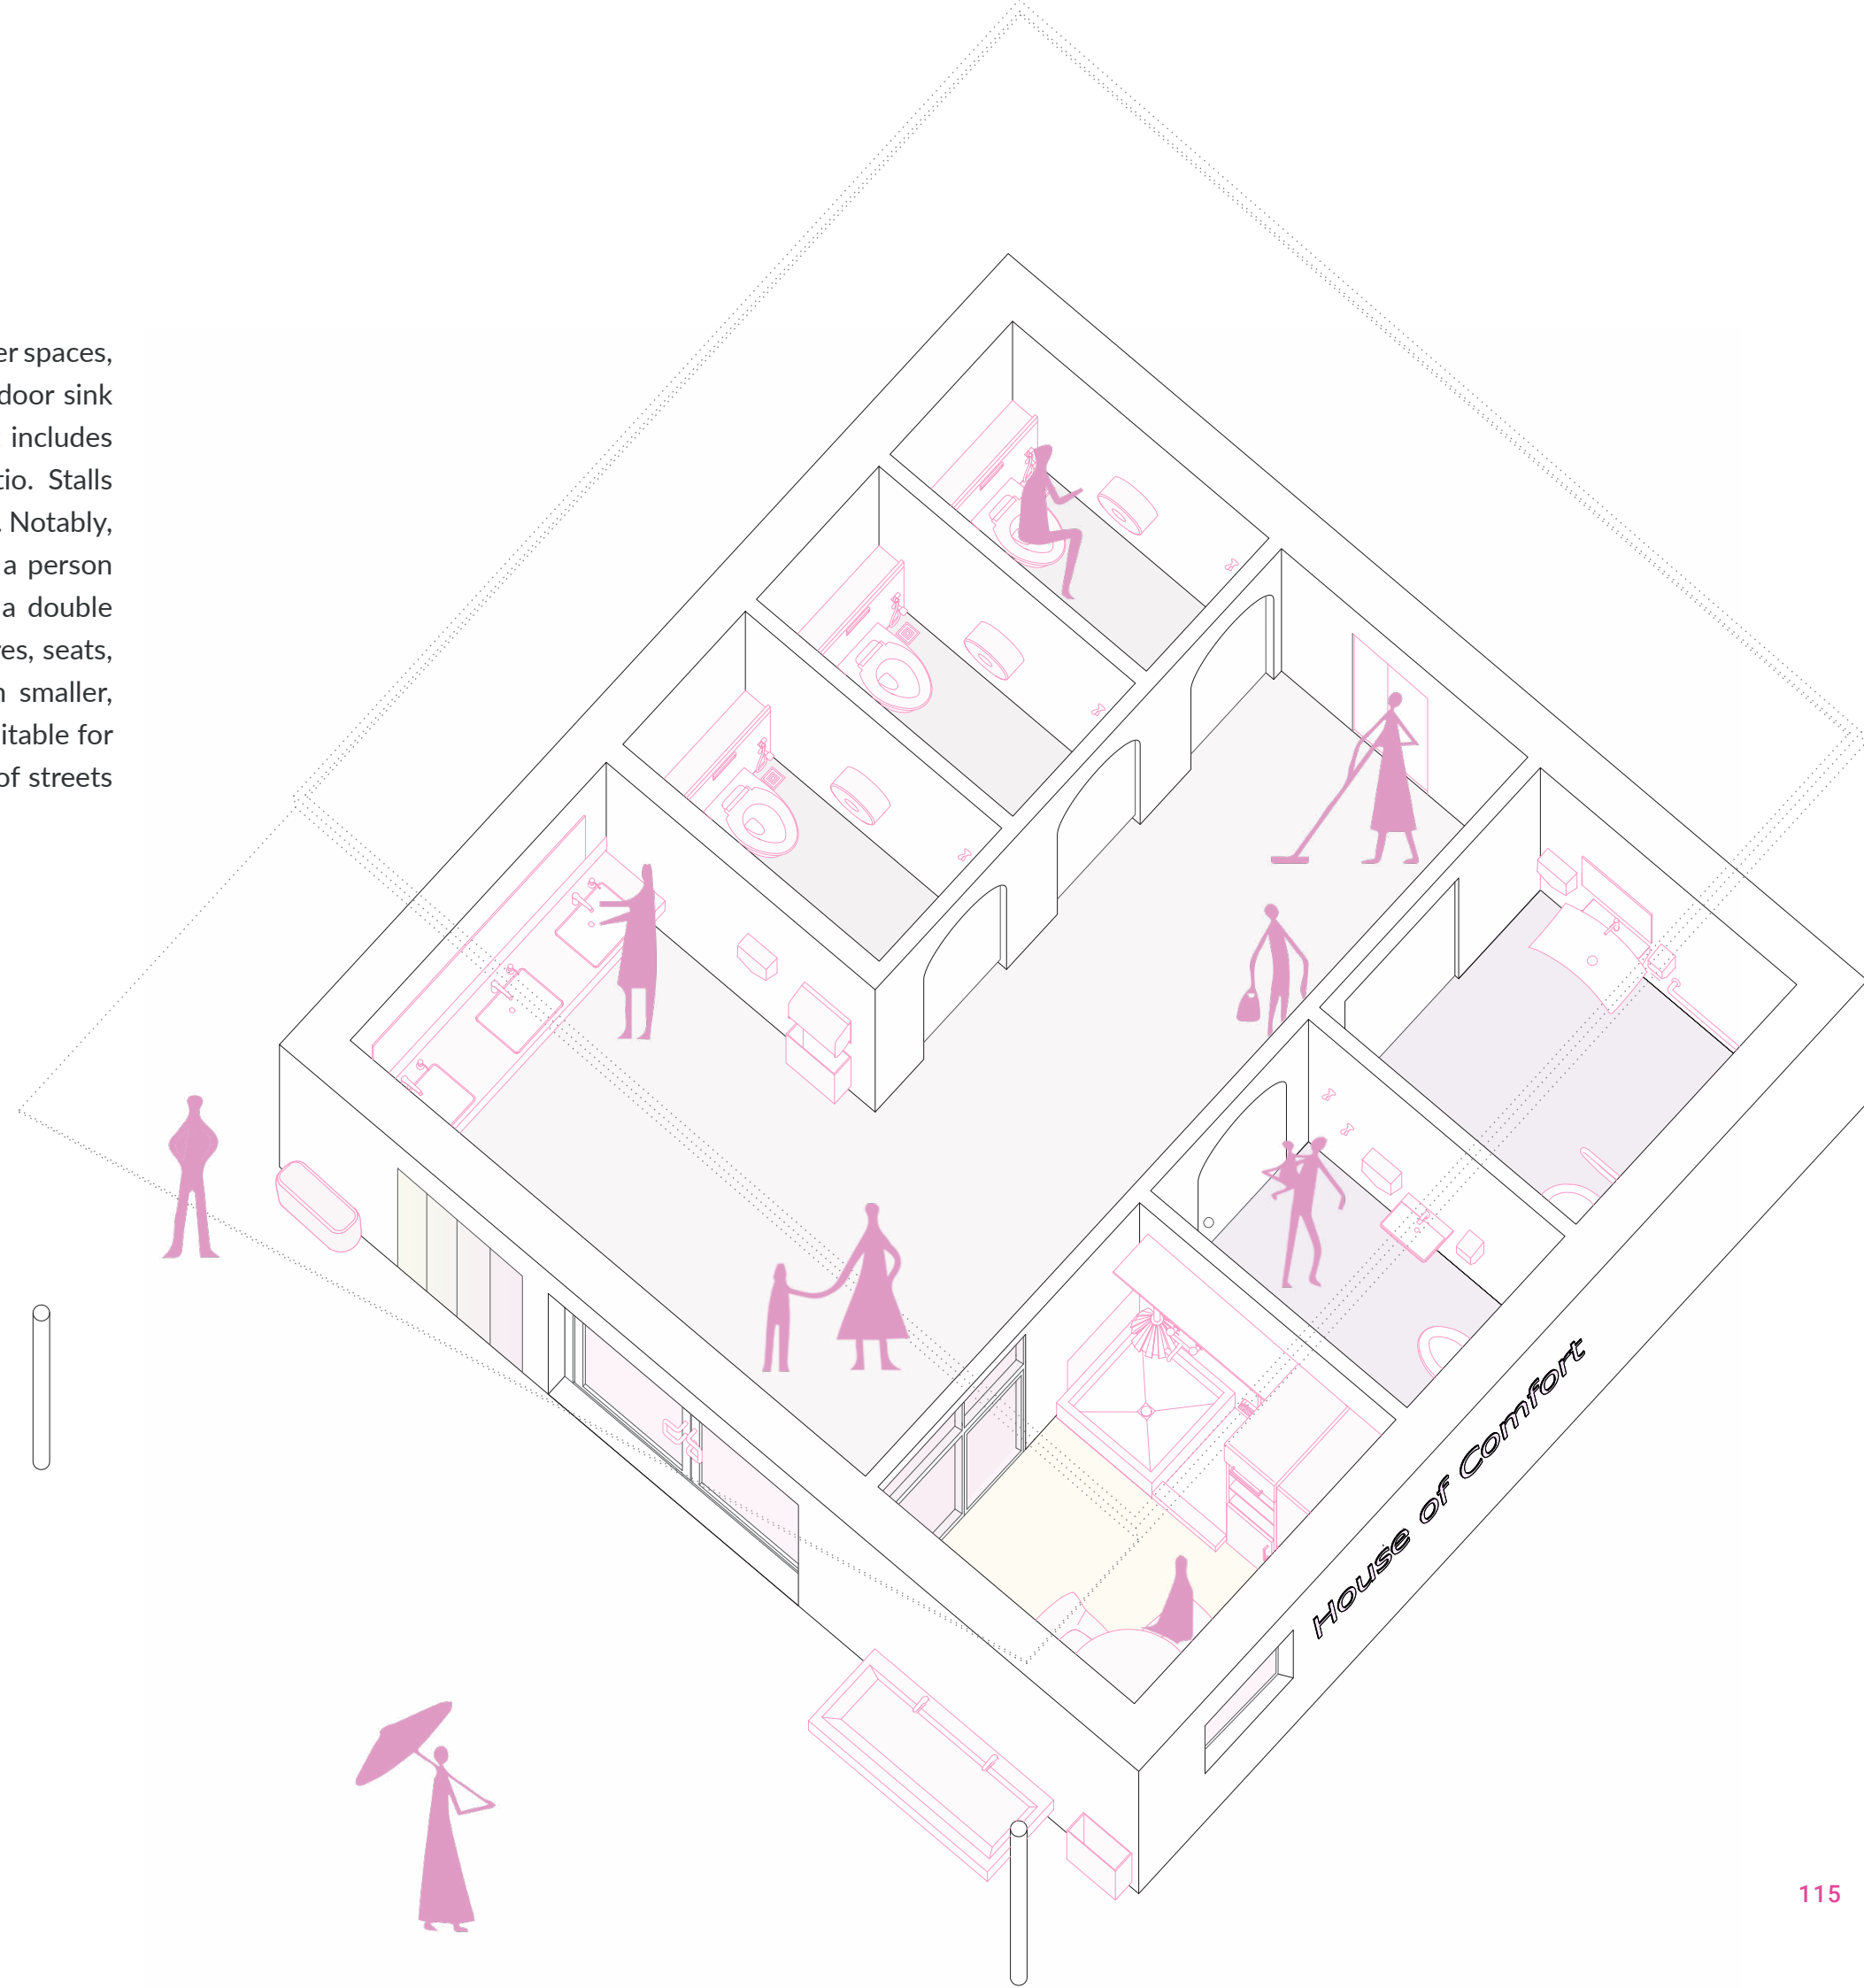 er spaces,
door sink
includes
tio. Stalls
. Notably,
a person
a double
es, seats,
n smaller,
itable for
of streets
House of Comfort
115